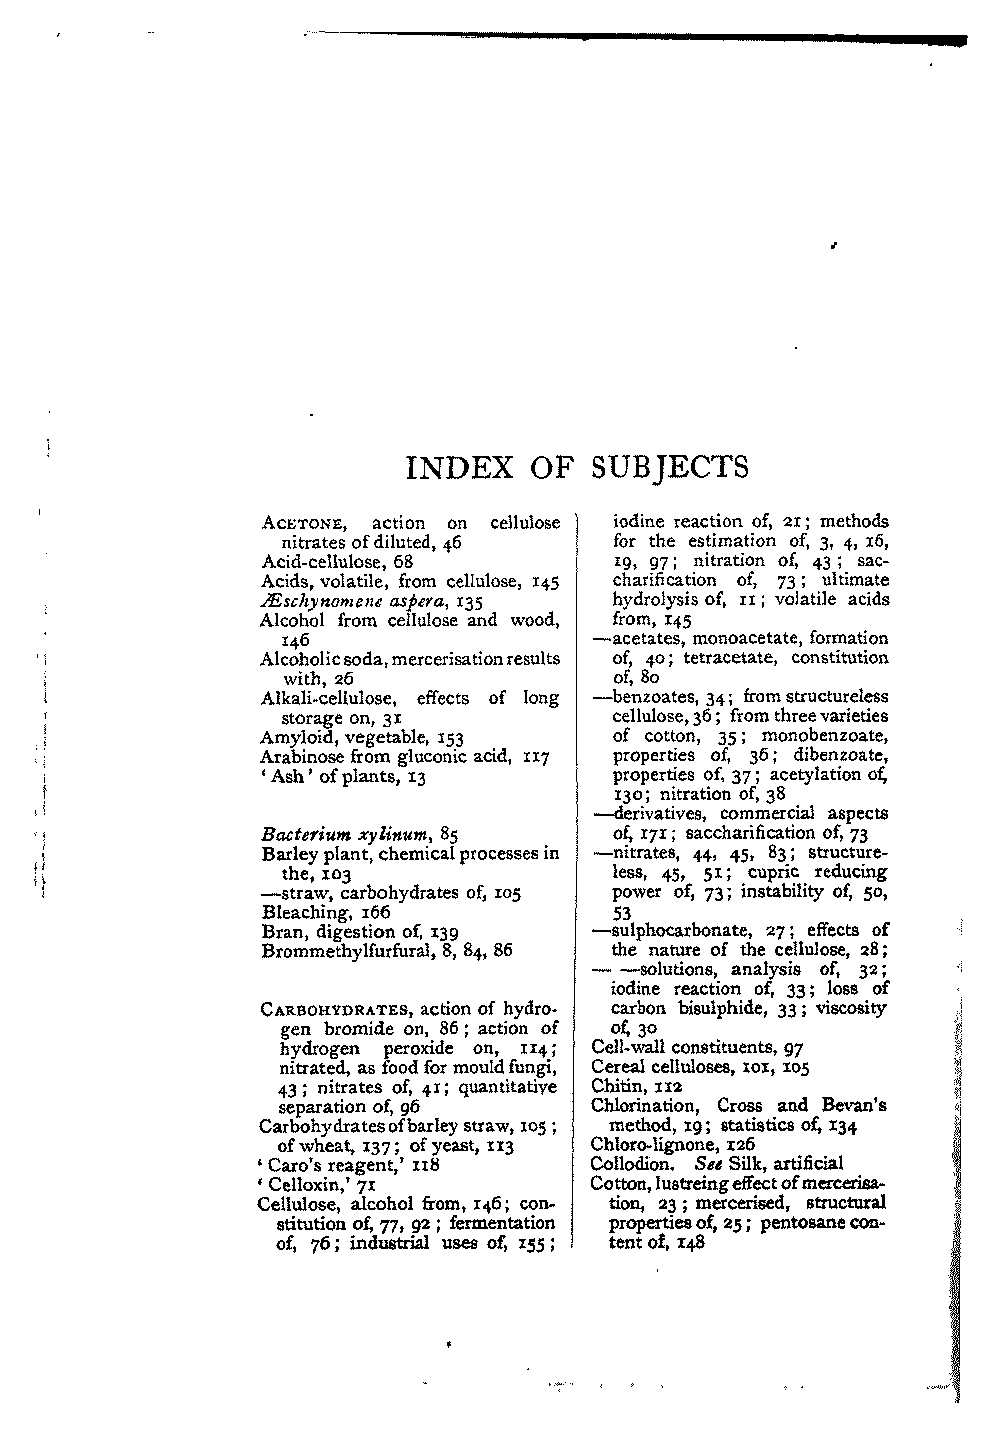 INDEX OF SUBJECTS
ACETONE, action on cellulose
nitrates of diluted, 46
Acid-cellulose, 68
Acids, volatile, from cellulose, 145
Æschynomene aspera, 135
Alcohol from cellulose and wood,
146
Alcoholic soda, mercerisation results
with, 26
Alkali-cellulose, effects of long
storage on, 31
Amyloid, vegetable, 153
Arabinose from gluconic acid, 117
‘Ash’ of plants, 13
Bacterium xylinum, 85
Barley plant, chemical processes in
the, 103
—straw, carbohydrates of, 105
Bleaching, 166
Bran, digestion of, 139
Brommethylfurfural, 8, 84, 86
CARBOHYDRATES, action of hydro-
gen bromide on, 86; action of
hydrogen peroxide on, 114;
nitrated, as food for mould fungi,
43; nitrates of, 41; quantitative
separation of, 96
Carbohydrates of barley straw, 105;
of wheat, 137; of yeast, 113
‘Caro's reagent,’ 118
‘Celloxin,’ 71
Cellulose, alcohol from, 146; con-
stitution of, 77, 92; fermentation
of, 76; industrial uses of, 155;
iodine reaction of, 21; methods
for the estimation of, 3, 4, 16,
19, 97; nitration of, 43; sac-
charification of, 73; ultimate
hydrolysis of, 11; volatile acids
from, 145
—acetates, monoacetate, formation
of, 40; tetracetate, constitution
of, 80
—benzoates, 34; from structureless
cellulose, 36; from three varieties
of cotton, 35; monobenzoate,
properties of, 36; dibenzoate,
properties of, 37; acetylation of,
130; nitration of, 38
—derivatives, commercial aspects
of, 171; saccharification of, 73
—nitrates, 44, 45, 83; structure-
less, 45, 51; cupric reducing
power of, 73; instability of, 50,
53
—sulphocarbonate, 27; effects of
the nature of the cellulose, 28;
— —solutions, analysis of, 32;
iodine reaction of, 33; loss of
carbon bisulphide, 33; viscosity
of, 30
Cell-wall constituents, 97
Cereal celluloses, 101, 105
Chitin, 112
Chlorination, Cross and Bevan's
method, 19; statistics of, 134
Chloro-lignone, 126
Collodion. See Silk, artificial
Cotton, lustreing effect of mercerisa-
tion, 23; mercerised, structural
properties of, 25; pentosane con-
tent of, 148